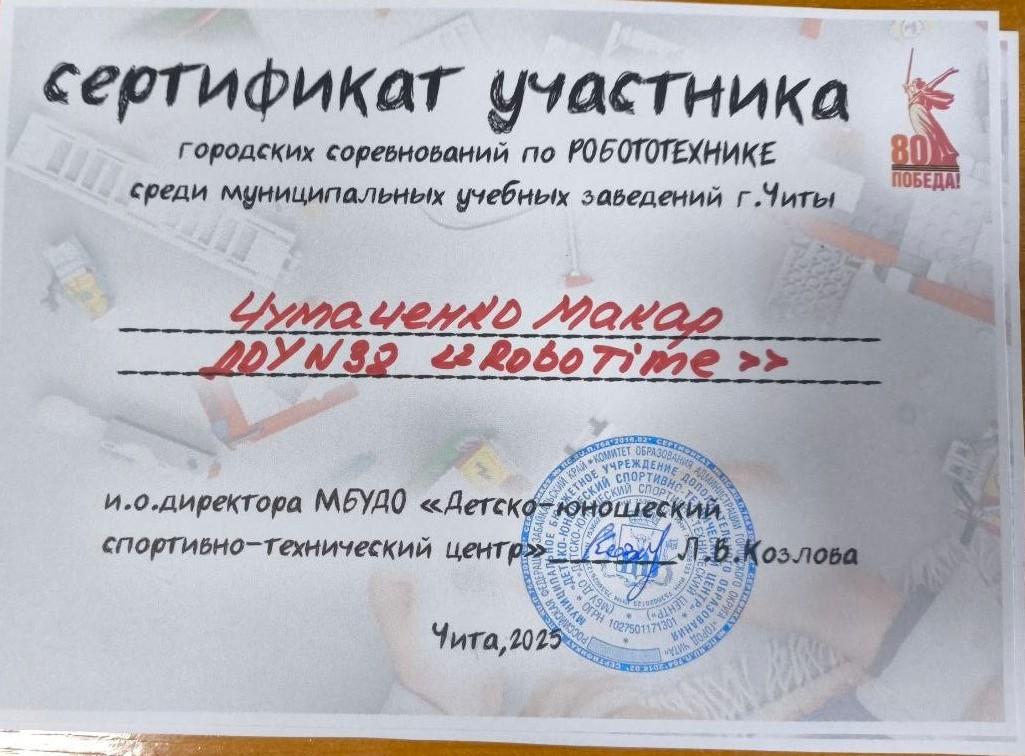 сертификат участника
80
ПОБЕДА!
городских соревнований по РОБОТОТЕХНИКЕ
среди муниципальных учебных заведений г.Читы
Чумаченко Макар
ДОУ N98 «RoboTime»
и.о.директора МБУДО «Детско-юношеский
спортивно-технический центр» Л.В.Козлова
Чита,2025